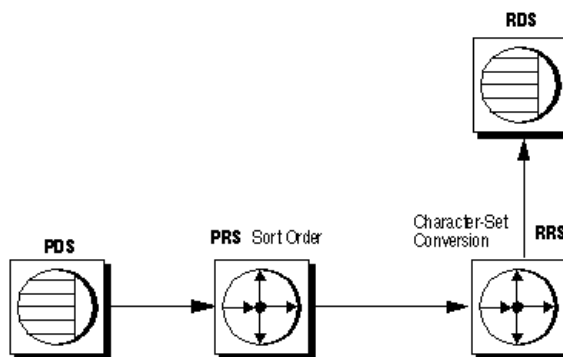 RDS
Character-Set
Conversion
RRS
PRS Sort Order
PDS